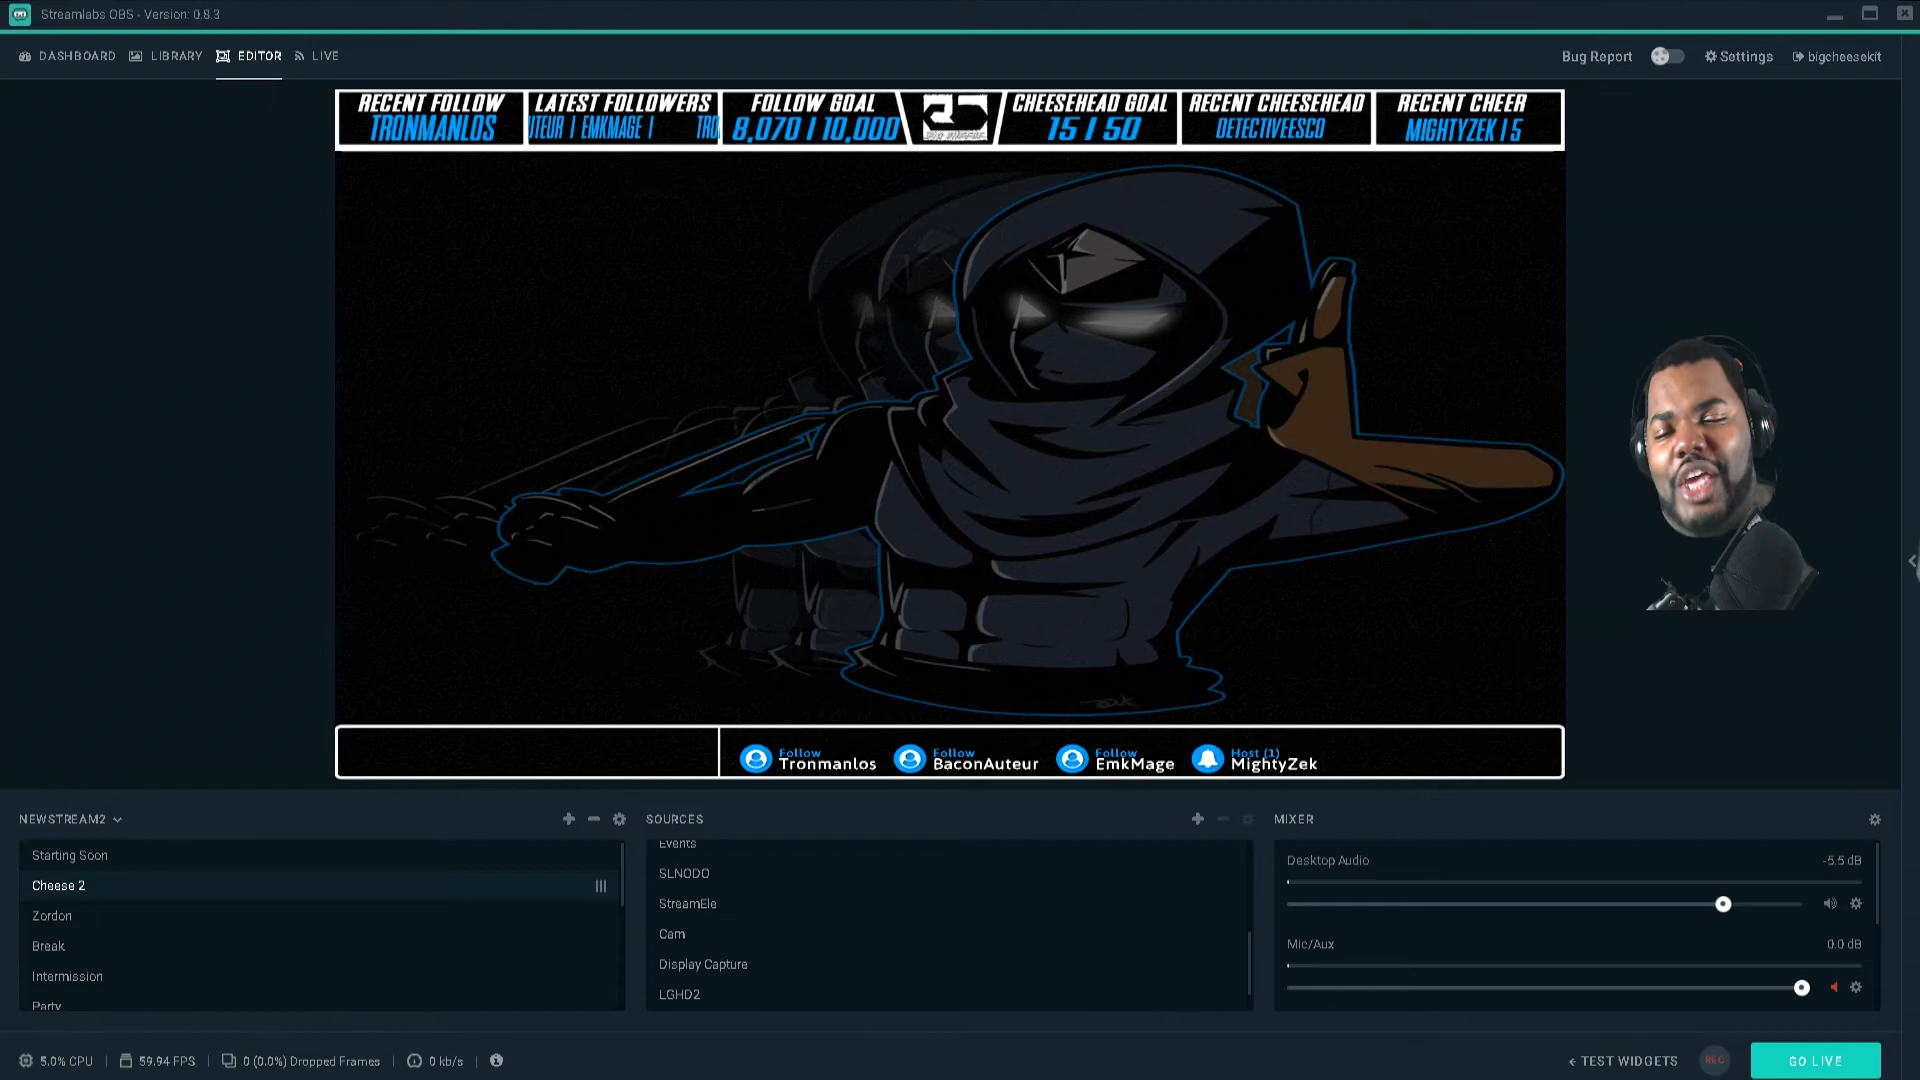 Streamlabs OBS - Version: 0.8.3
DASHBOARD LIBRARY EDITOR LIVE
Bug Report Settings bigcheesekit
RECENT FOLLOW
TRONMANLOS
LATEST FOLLOWERS
UTEUR | EMKMAGE | TRO
FOLLOW GOAL
8,070 | 10,000
CHEESEHEAD GOAL
15 / 50
RECENT CHEESEHEAD
DETECTIVEESCO
RECENT CHEER
MIGHTYZEK | 5
Follow
Tronmanlos
Follow
BaconAuteur
Follow
EmkMage
Host (1)
MightyZek
NEWSTREAM2
Starting Soon
Cheese 2
Zordon
Break
Intermission
Party
SOURCES
Events
SLNODO
StreamEle
Cam
Display Capture
LGHD2
MIXER
Desktop Audio -5.5 dB
Mic/Aux 0.0 dB
5.0% CPU 59.94 FPS 0 (0.0%) Dropped Frames 0 kb/s
TEST WIDGETS REC GO LIVE